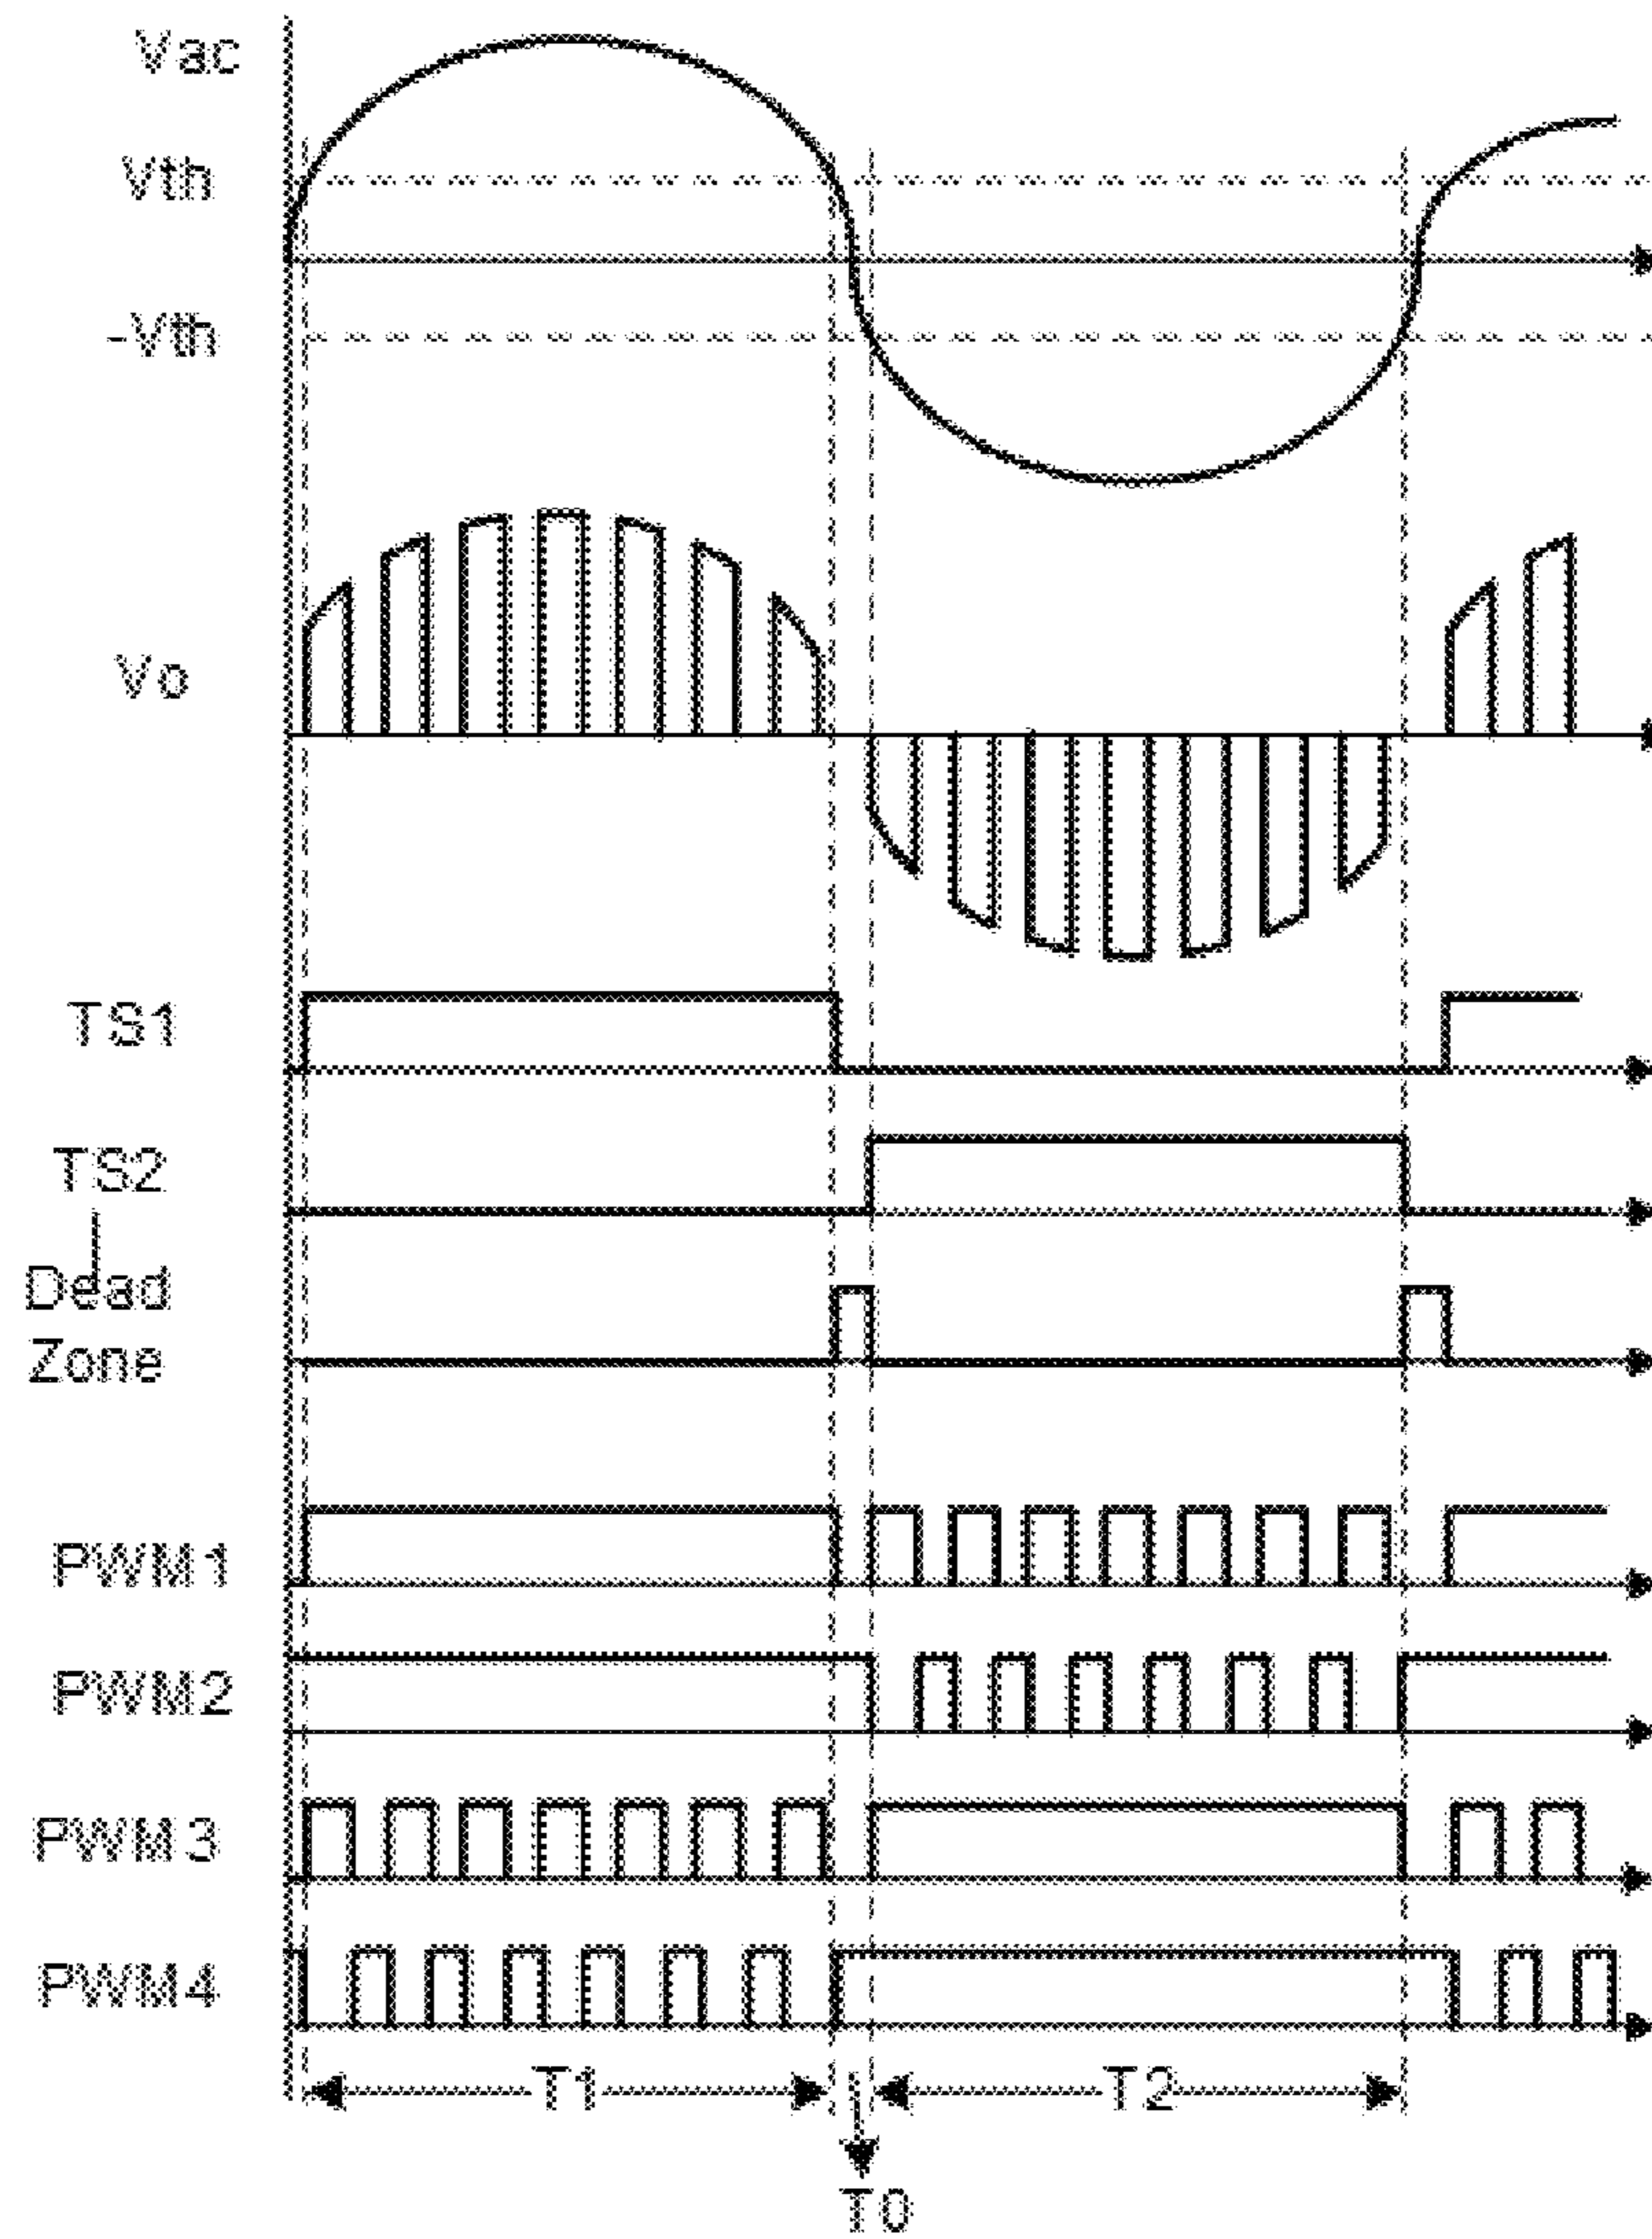 Vac
Vth
-Vth
Vo
TS1
TS2
Dead
Zone
PWM1
PWM2
PWM3
PWM4
T1
T2
T0